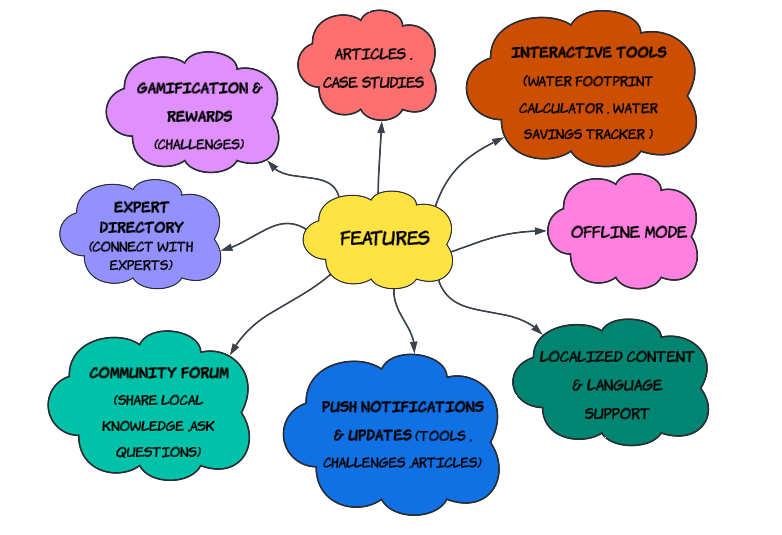 ARTICLES ,
CASE STUDIES
INTERACTIVE TOOLS
(WATER FOOTPRINT
CALCULATOR , WATER
SAVINGS TRACKER )
GAMIFICATION &
REWARDS
(CHALLENGES)
EXPERT
DIRECTORY
(CONNECT WITH
EXPERTS)
FEATURES
OFFLINE MODE
COMMUNITY FORUM
(SHARE LOCAL
KNOWLEDGE ,ASK
QUESTIONS)
PUSH NOTIFICATIONS
& UPDATES (TOOLS ,
CHALLENGES ,ARTICLES)
LOCALIZED CONTENT
& LANGUAGE
SUPPORT